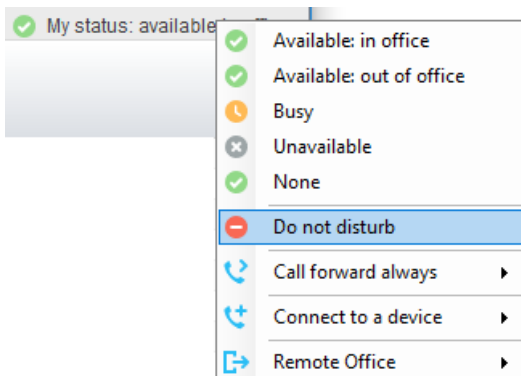 My status: available
Available: in office
Available: out of office
Busy
Unavailable
None
Do not disturb
Call forward always
Connect to a device
Remote Office